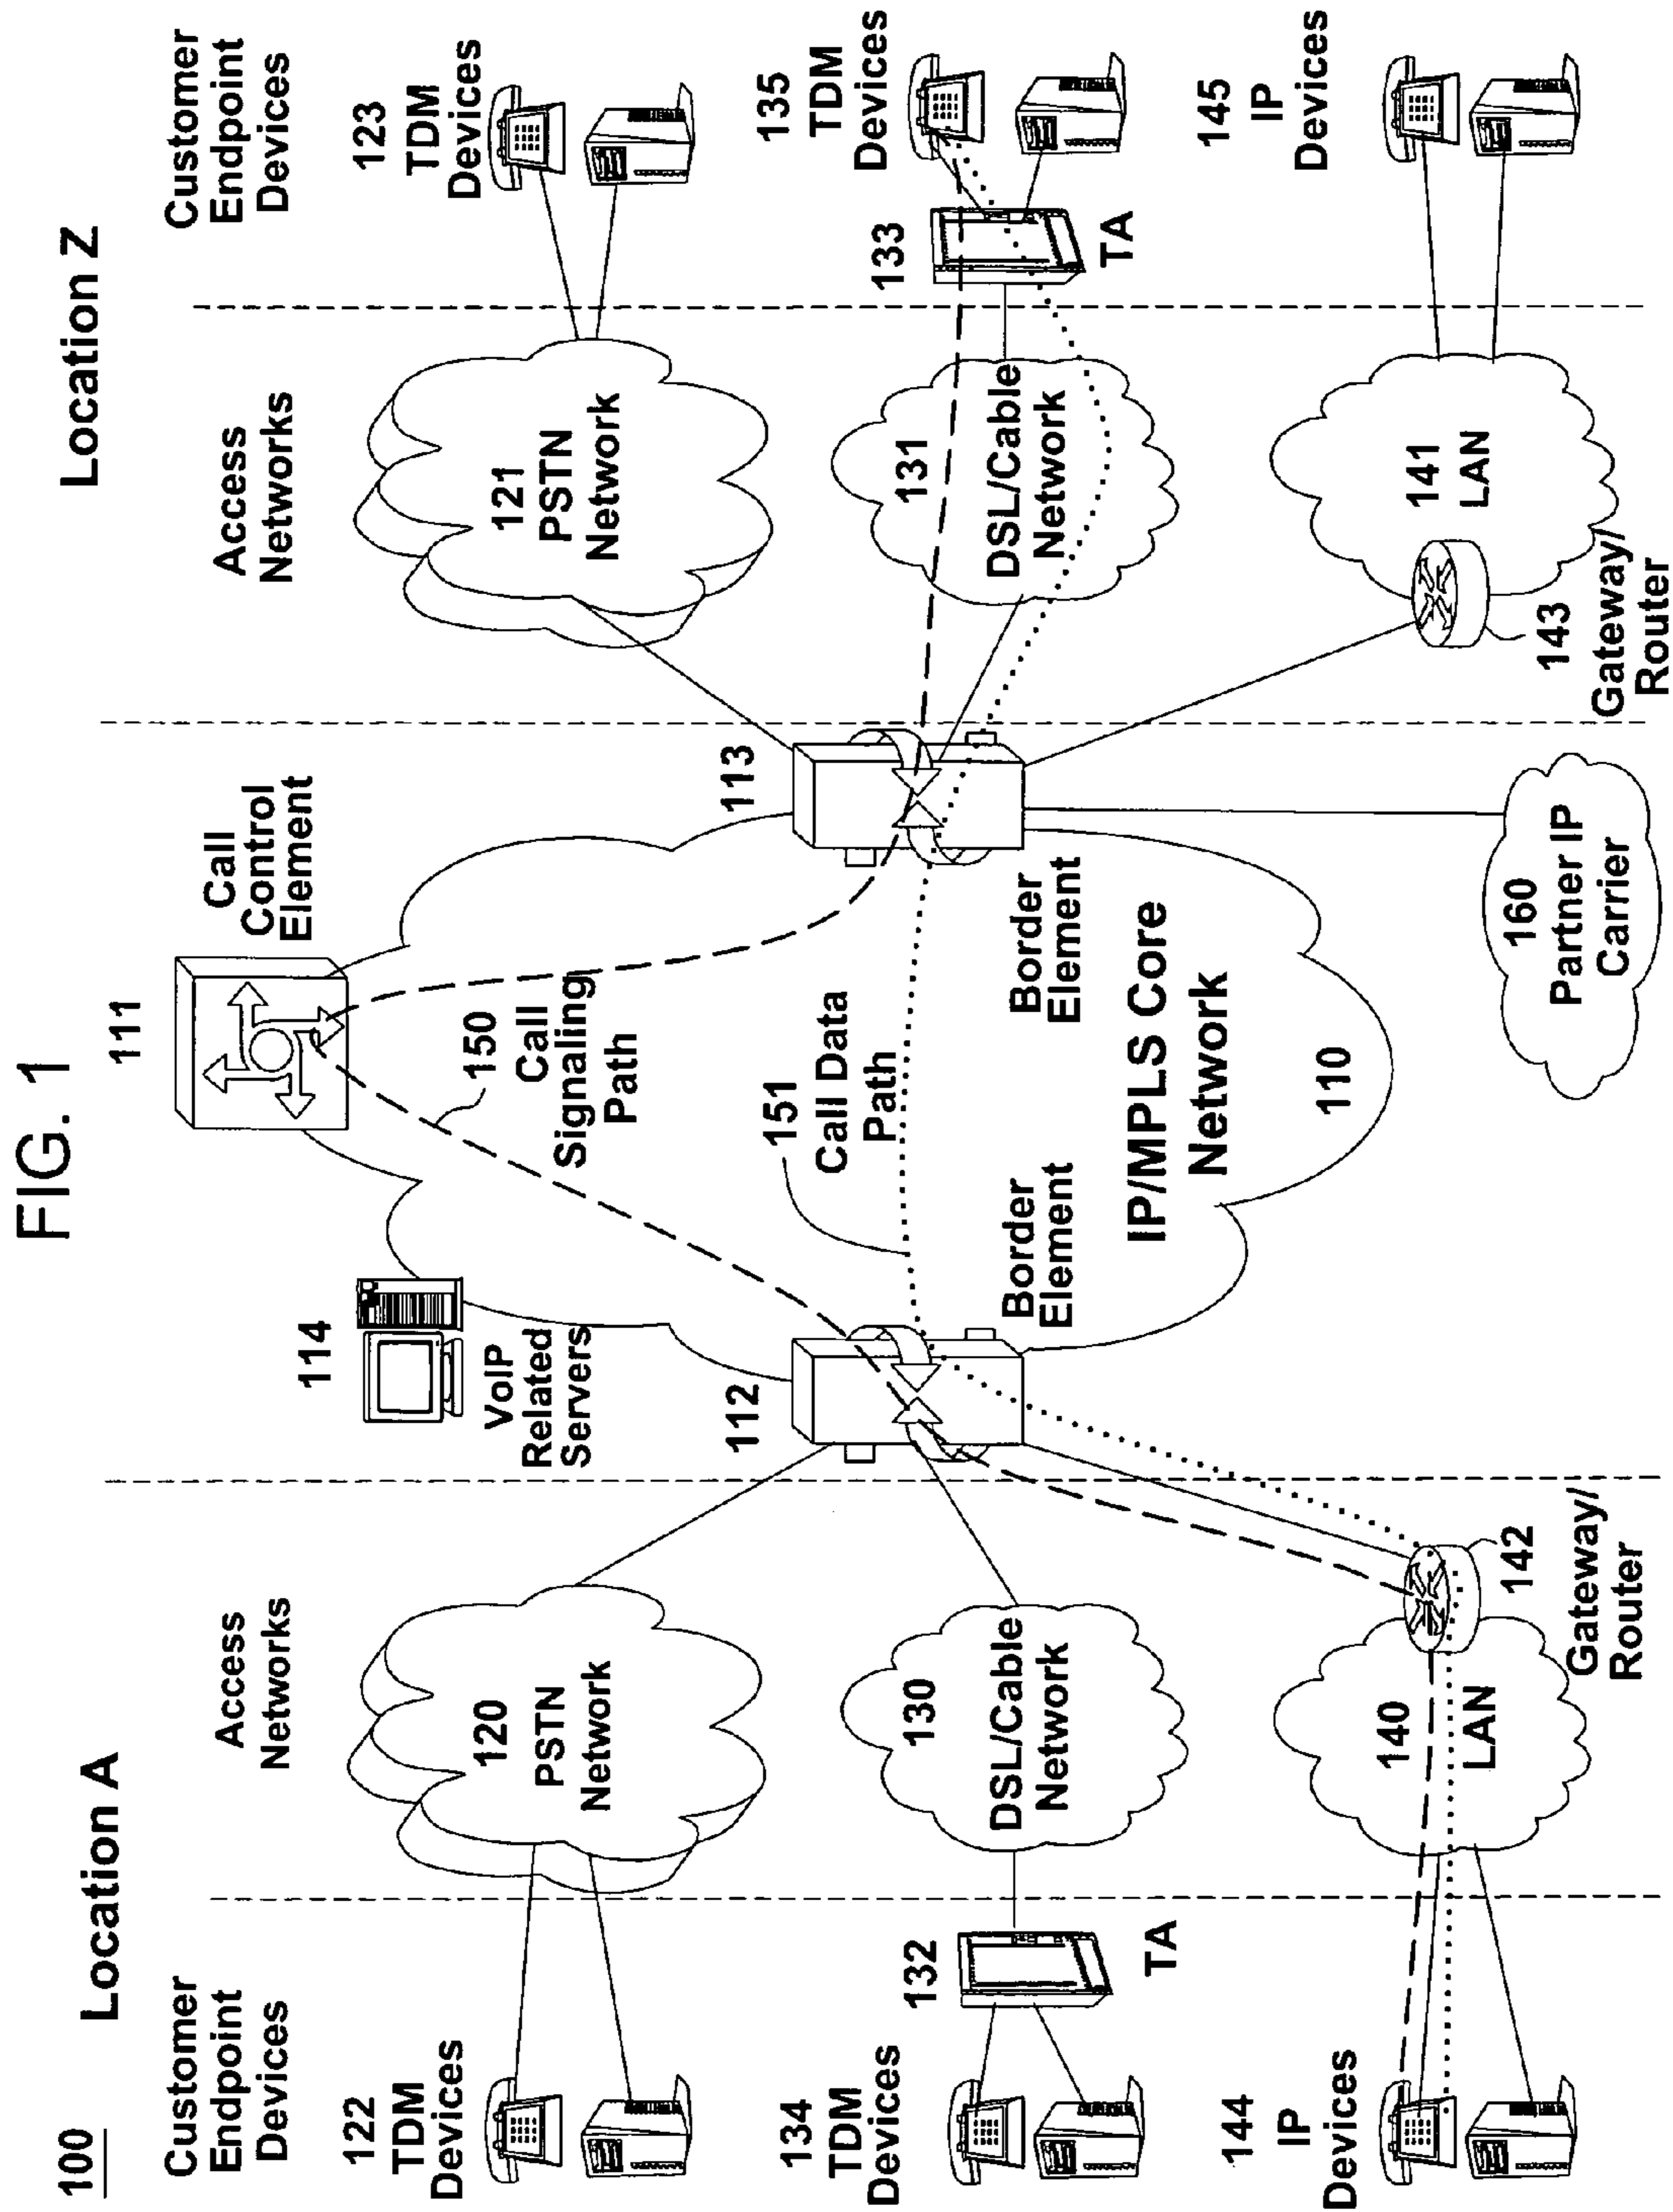 FIG. 1
100
Location A
Location Z
Customer
Endpoint
Devices
Access
Networks
114
VoIP
Related
Servers
111
Call
Control
Element
Access
Networks
Customer
Endpoint
Devices
122
TDM
Devices
120
PSTN
Network
150
Call
Signaling
Path
121
PSTN
Network
123
TDM
Devices
134
TDM
Devices
132
TA
130
DSL/Cable
Network
112
Border
Element
151
Call Data
Path
113
Border
Element
131
DSL/Cable
Network
133
TA
135
TDM
Devices
IP/MPLS Core
Network
110
144
IP
Devices
140
LAN
142
Gateway/
Router
160
Partner IP
Carrier
143
Gateway/
Router
141
LAN
145
IP
Devices